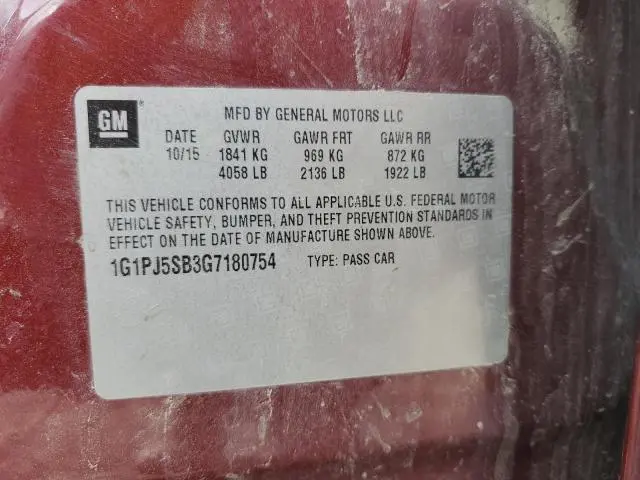 GM
MFD BY GENERAL MOTORS LLC
DATE GVWR GAWR FRT GAWR RR
10/15 1841 KG 969 KG 872 KG
4058 LB 2136 LB 1922 LB
THIS VEHICLE CONFORMS TO ALL APPLICABLE U.S. FEDERAL MOTOR
VEHICLE SAFETY, BUMPER, AND THEFT PREVENTION STANDARDS IN
EFFECT ON THE DATE OF MANUFACTURE SHOWN ABOVE.
1G1PJ5SB3G7180754 TYPE: PASS CAR